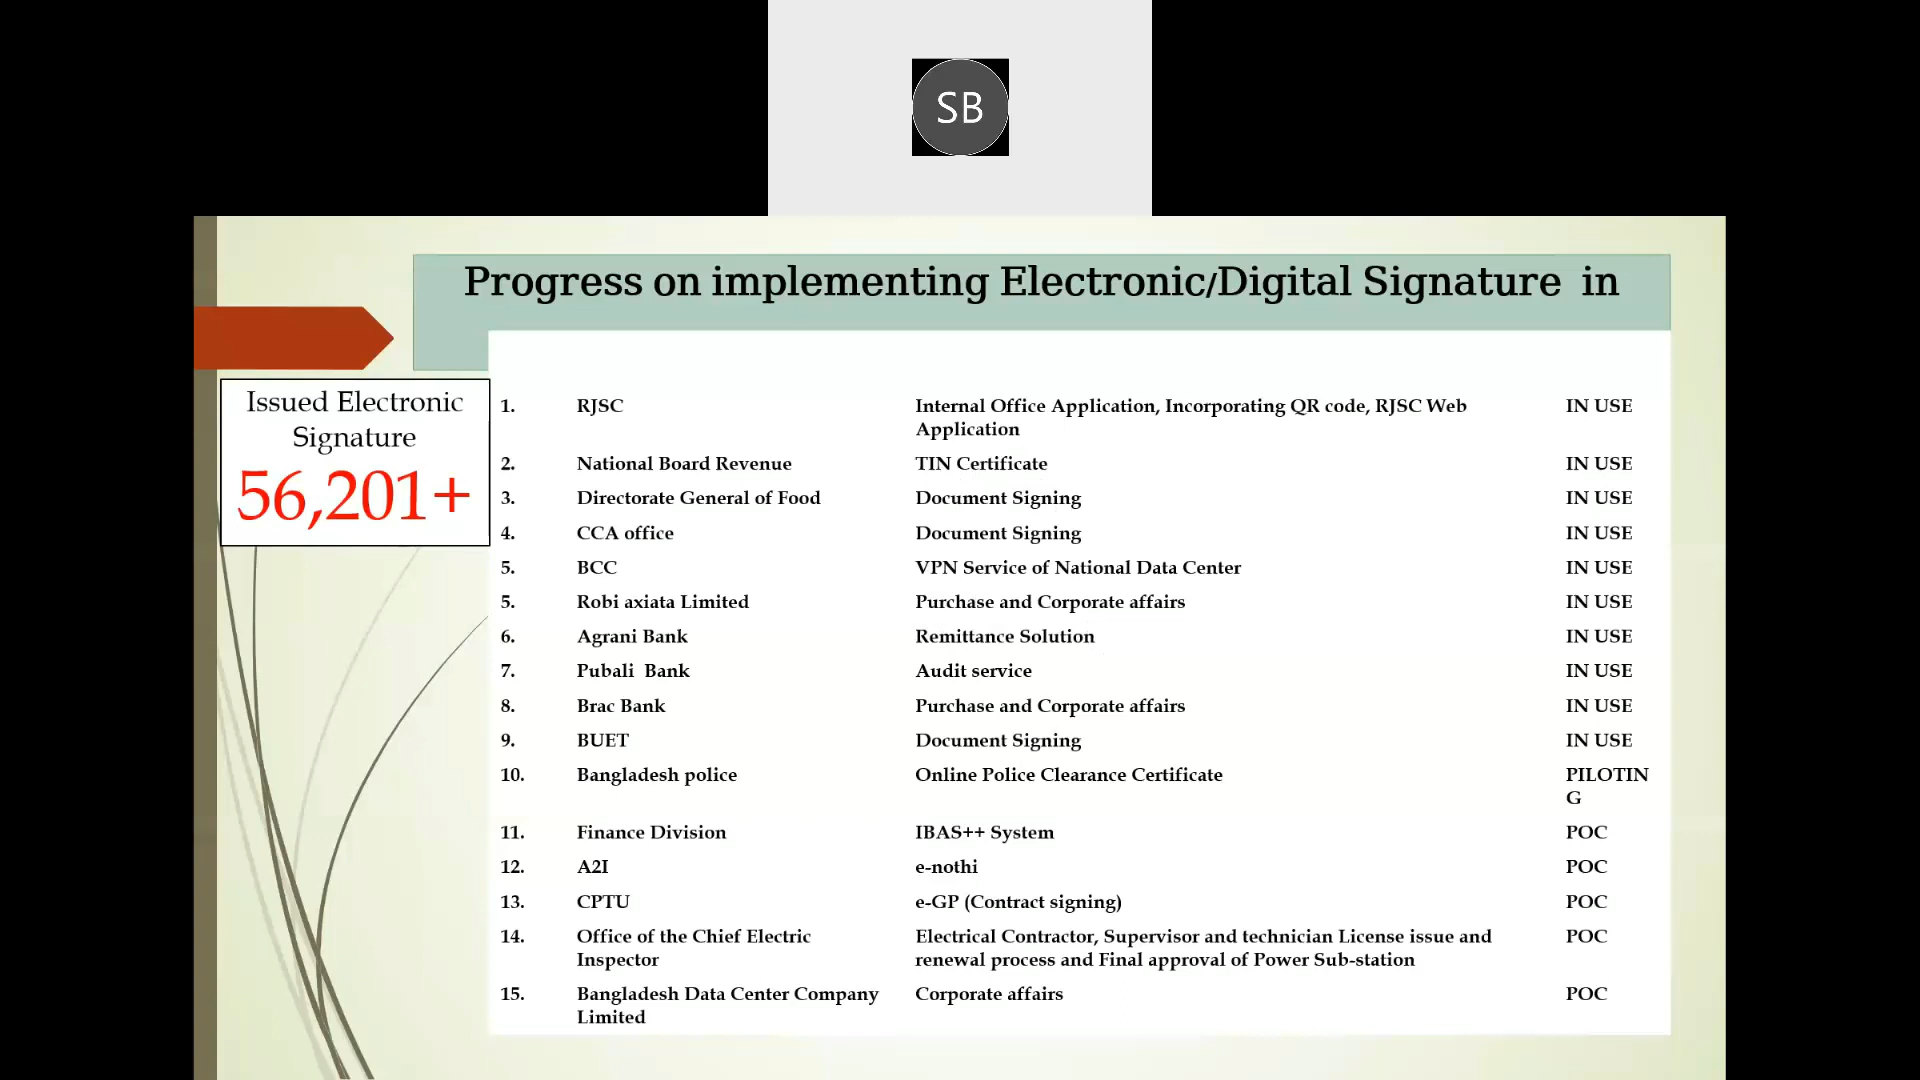 SB
Progress on implementing Electronic/Digital Signature in
Issued Electronic
Signature
56,201+
1. RJSC Internal Office Application, Incorporating QR code, RJSC Web IN USE
Application
2. National Board Revenue TIN Certificate IN USE
3. Directorate General of Food Document Signing IN USE
4. CCA office Document Signing IN USE
5. BCC VPN Service of National Data Center IN USE
5. Robi axiata Limited Purchase and Corporate affairs IN USE
6. Agrani Bank Remittance Solution IN USE
7. Pubali Bank Audit service IN USE
8. Brac Bank Purchase and Corporate affairs IN USE
9. BUET Document Signing IN USE
10. Bangladesh police Online Police Clearance Certificate PILOTIN
G
11. Finance Division IBAS++ System POC
12. A2I e-nothi POC
13. CPTU e-GP (Contract signing) POC
14. Office of the Chief Electric Electrical Contractor, Supervisor and technician License issue and POC
Inspector renewal process and Final approval of Power Sub-station
15. Bangladesh Data Center Company Corporate affairs POC
Limited